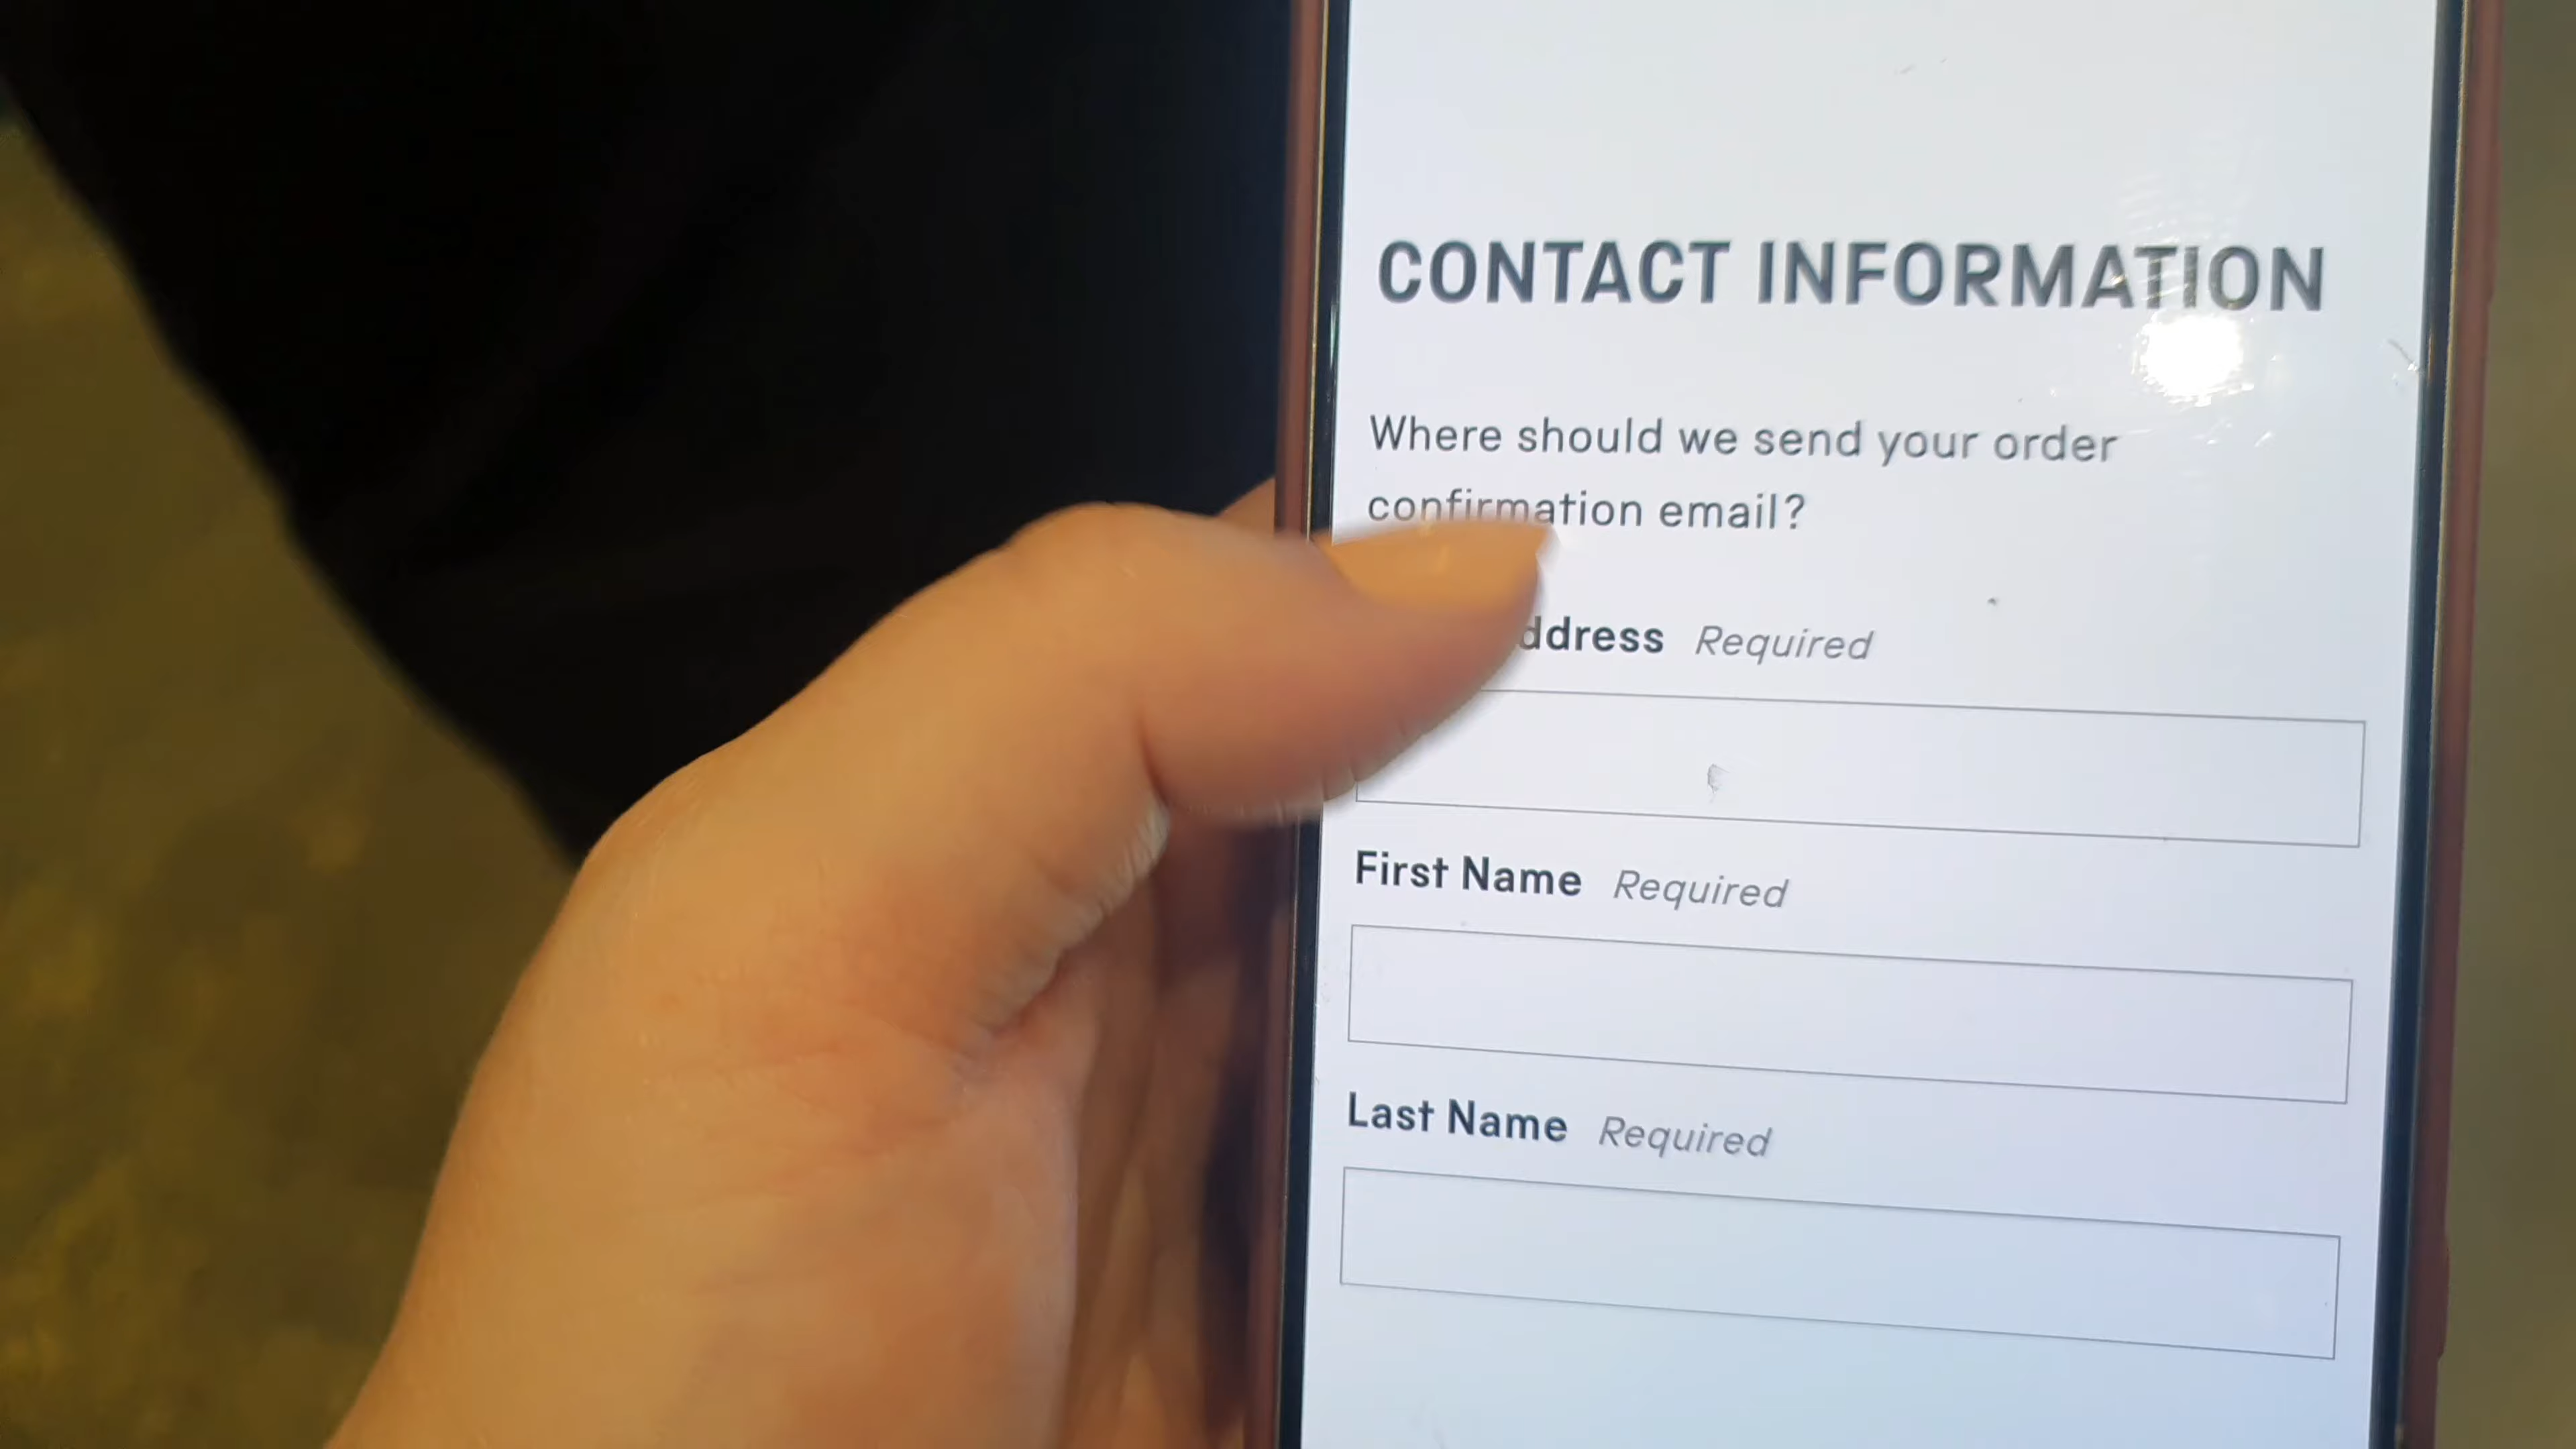 CONTACT INFORMATION
Where should we send your order
confirmation email?
ddress Required
First Name Required
Last Name Required